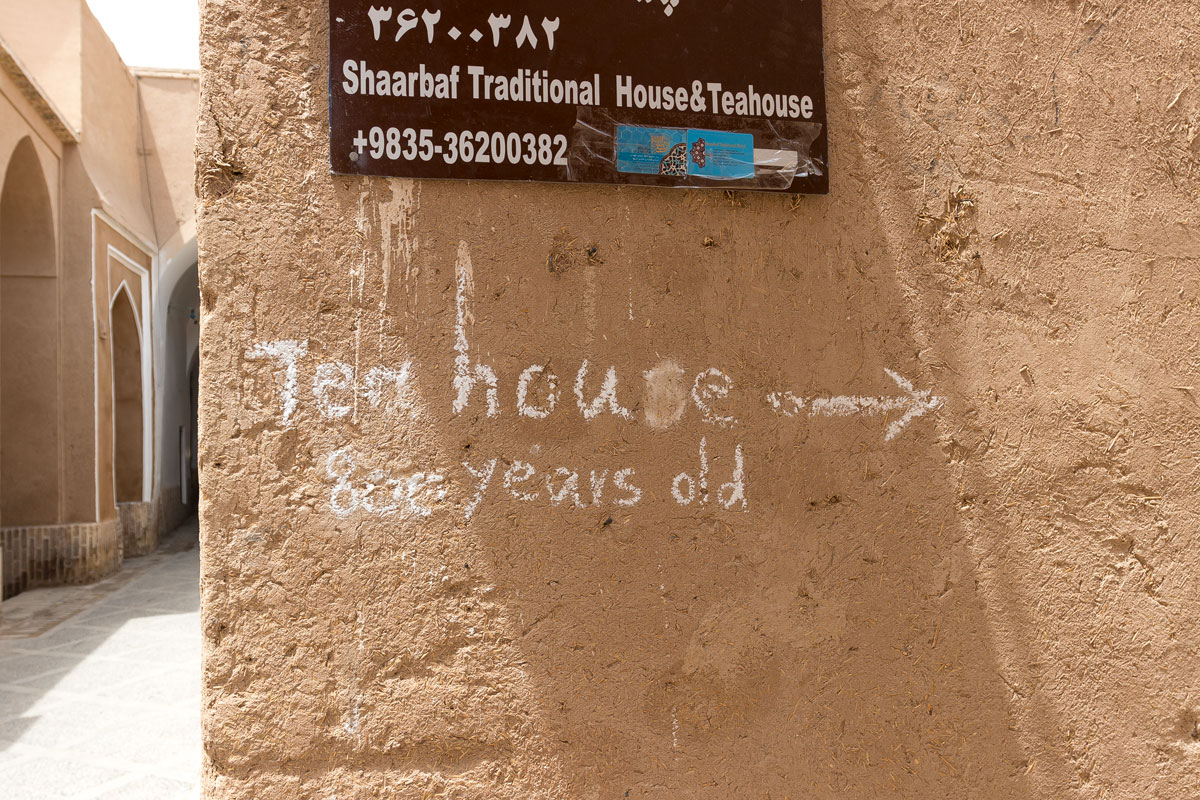 ۳۶۲۰۰۳۸۲
Shaarbaf Traditional House&Teahouse
+9835-36200382
Tea house
800 years old